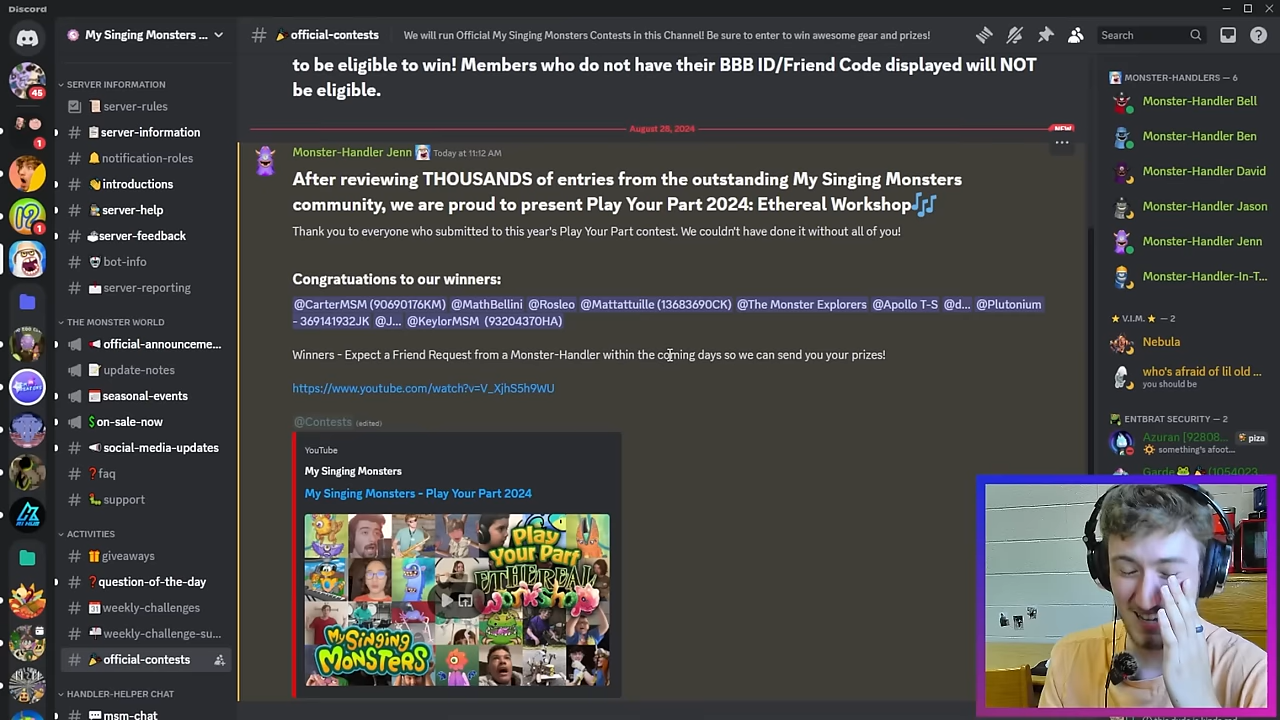 Discord
My Singing Monsters ...
official-contests
We will run Official My Singing Monsters Contests in this Channel! Be sure to enter to win awesome gear and prizes!
Search
45
1
1
SERVER INFORMATION
server-rules
server-information
notification-roles
introductions
server-help
server-feedback
bot-info
server-reporting
THE MONSTER WORLD
official-announceme...
update-notes
seasonal-events
on-sale-now
social-media-updates
faq
support
ACTIVITIES
giveaways
question-of-the-day
weekly-challenges
weekly-challenge-su...
official-contests
HANDLER-HELPER CHAT
msm-chat
to be eligible to win! Members who do not have their BBB ID/Friend Code displayed will NOT
be eligible.
August 28, 2024
NEW
Monster-Handler Jenn Today at 11:12 AM
After reviewing THOUSANDS of entries from the outstanding My Singing Monsters
community, we are proud to present Play Your Part 2024: Ethereal Workshop
Thank you to everyone who submitted to this year's Play Your Part contest. We couldn't have done it without all of you!
Congratuations to our winners:
@CarterMSM (90690176KM) @MathBellini @Rosleo @Mattattuille (13683690CK) @The Monster Explorers @Apollo T-S @d... @Plutonium
- 369141932JK @J... @KeylorMSM (93204370HA)
Winners - Expect a Friend Request from a Monster-Handler within the coming days so we can send you your prizes!
https://www.youtube.com/watch?v=V_XjhS5h9WU
@Contests (edited)
YouTube
My Singing Monsters
My Singing Monsters - Play Your Part 2024
Play
Your Part
ETHEREAL
Workshop
My Singing
MONSTERS
MONSTER-HANDLERS — 6
Monster-Handler Bell
Monster-Handler Ben
Monster-Handler David
Monster-Handler Jason
Monster-Handler Jenn
Monster-Handler-In-T...
V.I.M. — 2
Nebula
who's afraid of lil old ...
you should be
ENTBRAT SECURITY — 2
Azuran [92808... piza
something's afoot...